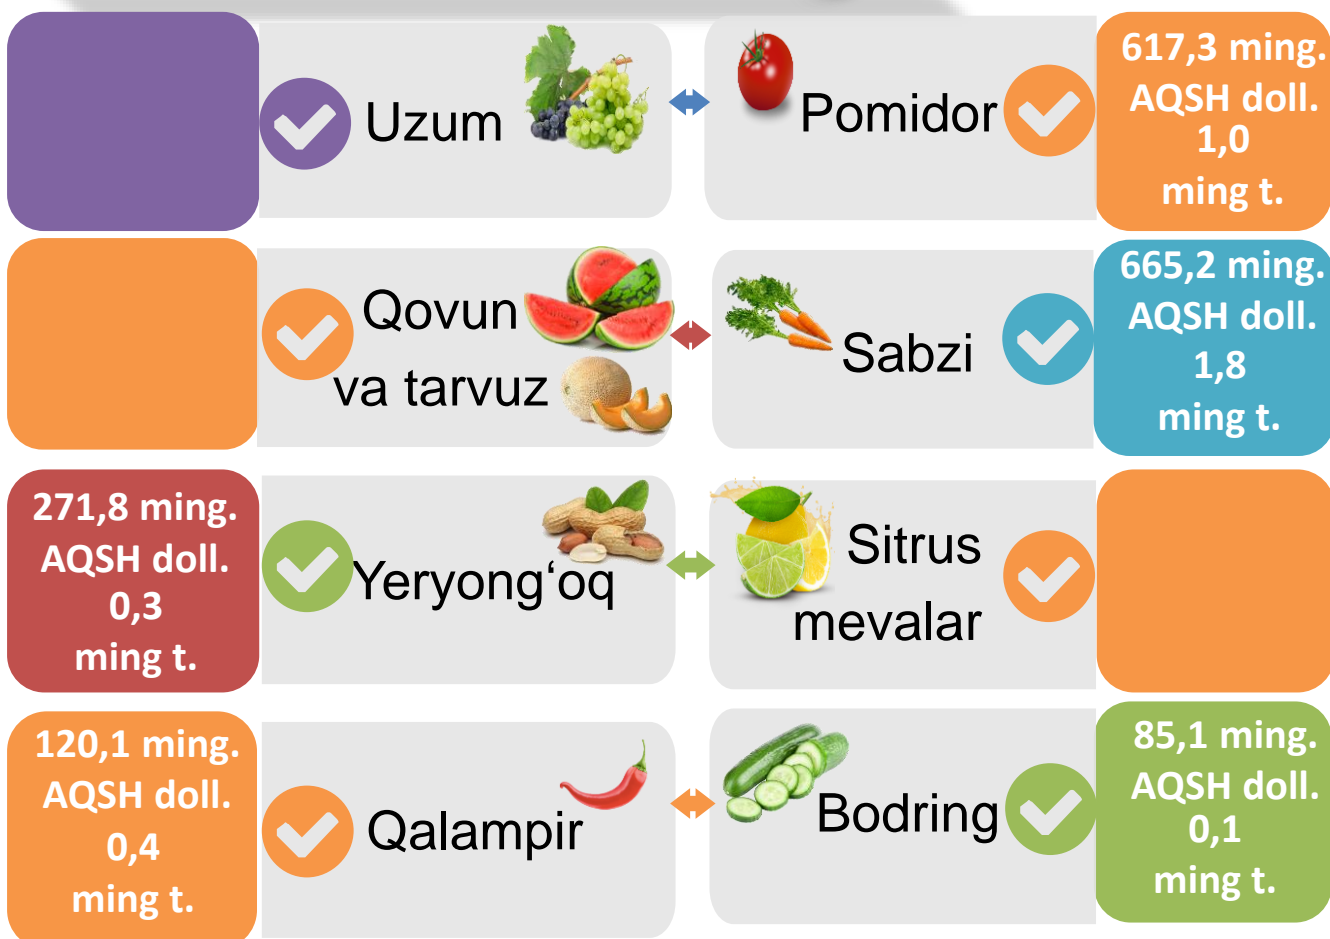 Uzum
Pomidor
617,3 ming.
AQSH doll.
1,0
ming t.
Qovun
va tarvuz
Sabzi
665,2 ming.
AQSH doll.
1,8
ming t.
271,8 ming.
AQSH doll.
0,3
ming t.
Yeryong‘oq
Sitrus
mevalar
120,1 ming.
AQSH doll.
0,4
ming t.
Qalampir
Bodring
85,1 ming.
AQSH doll.
0,1
ming t.